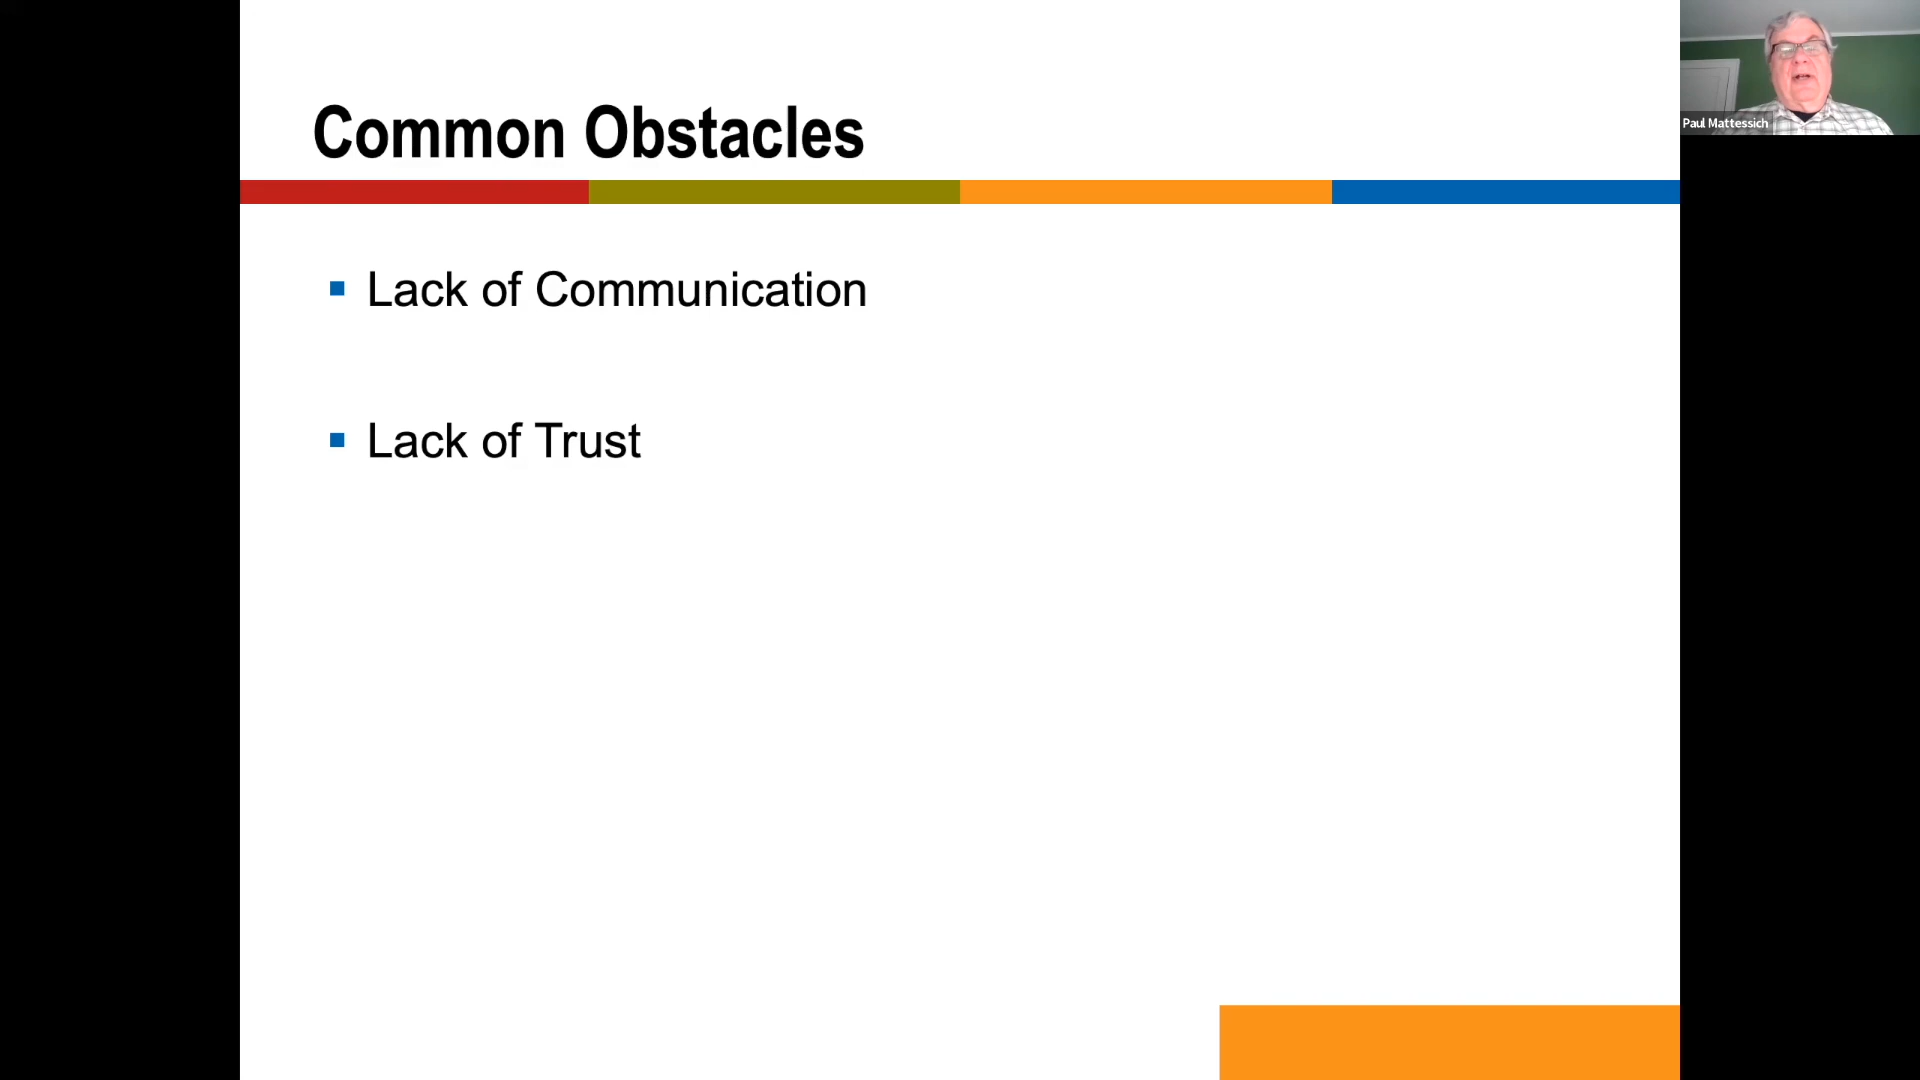 Common Obstacles
Lack of Communication
Lack of Trust
Paul Mattessich